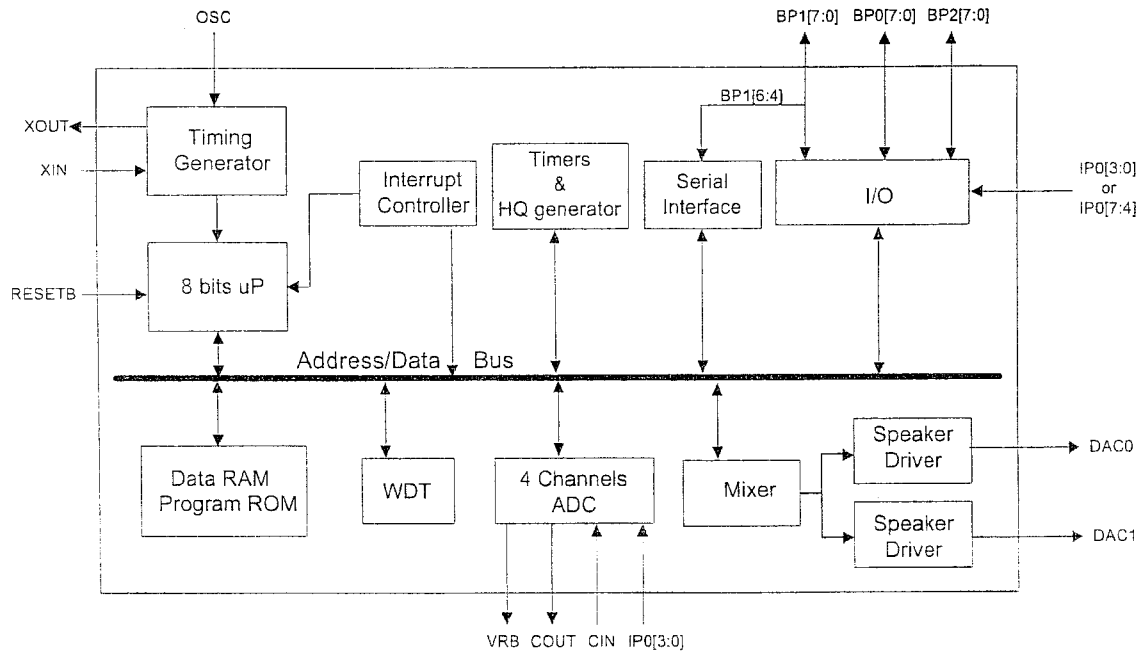 OSC
BP1[7:0] BP0[7:0] BP2[7:0]
BP1[6:4]
XOUT
XIN
Timing
Generator
Interrupt
Controller
Timers
&
HQ generator
Serial
Interface
I/O
IP0[3:0]
or
IP0[7:4]
RESETB
8 bits uP
Address/Data Bus
Data RAM
Program ROM
WDT
4 Channels
ADC
Mixer
Speaker
Driver
DAC0
Speaker
Driver
DAC1
VRB COUT CIN IP0[3:0]